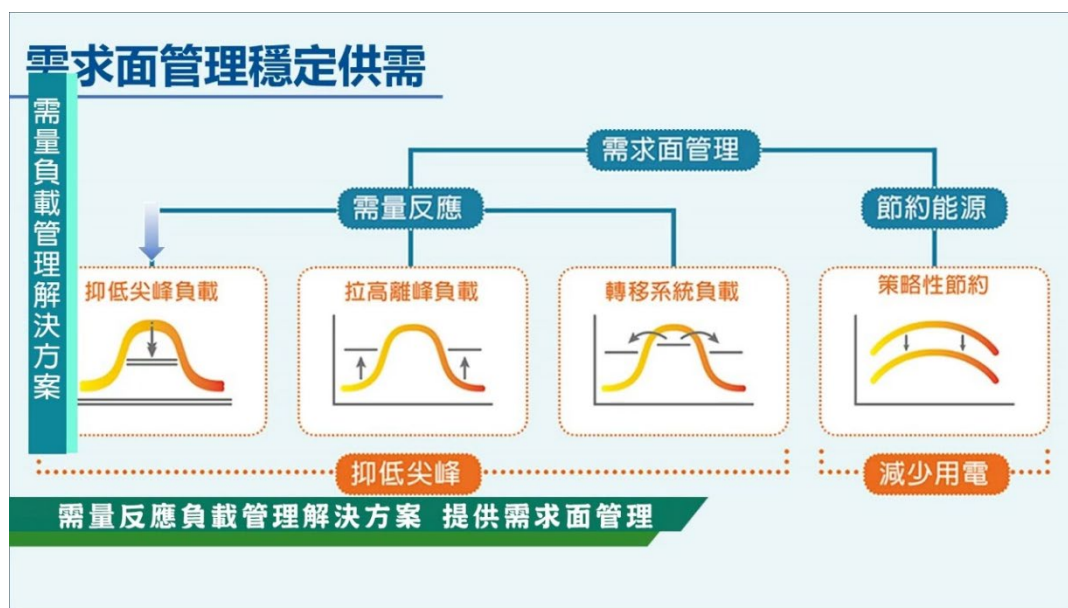 需求面管理穩定供需
需量負載管理解決方案
需求面管理
需量反應
節約能源
抑低尖峰負載
拉高離峰負載
轉移系統負載
策略性節約
抑低尖峰
減少用電
需量反應負載管理解決方案 提供需求面管理